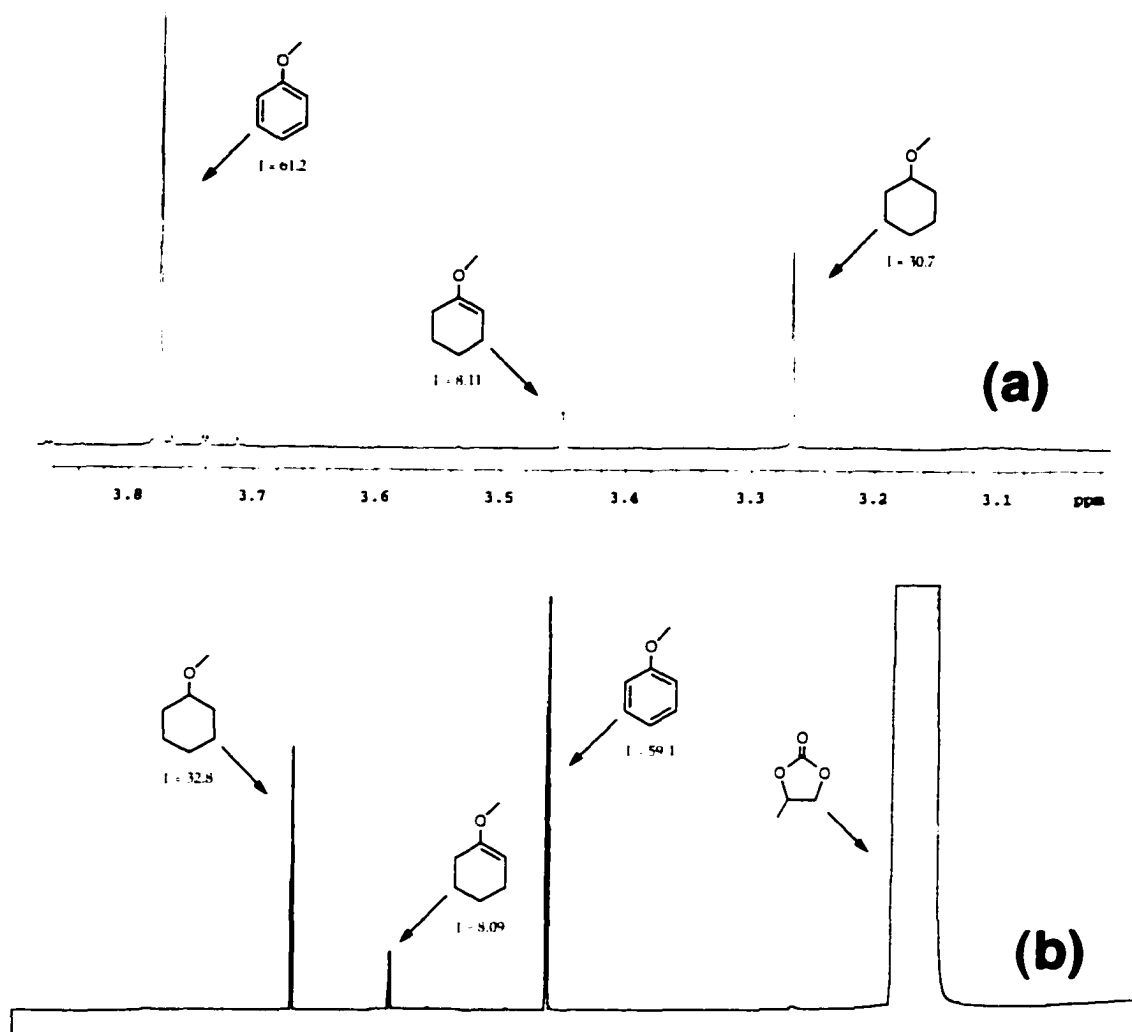 O
I = 61.2
O
I = 30.7
O
I = 8.11
(a)
3.8 3.7 3.6 3.5 3.4 3.3 3.2 3.1 ppm
O
I = 32.8
O
I = 59.1
O
O O
O
I = 8.09
(b)